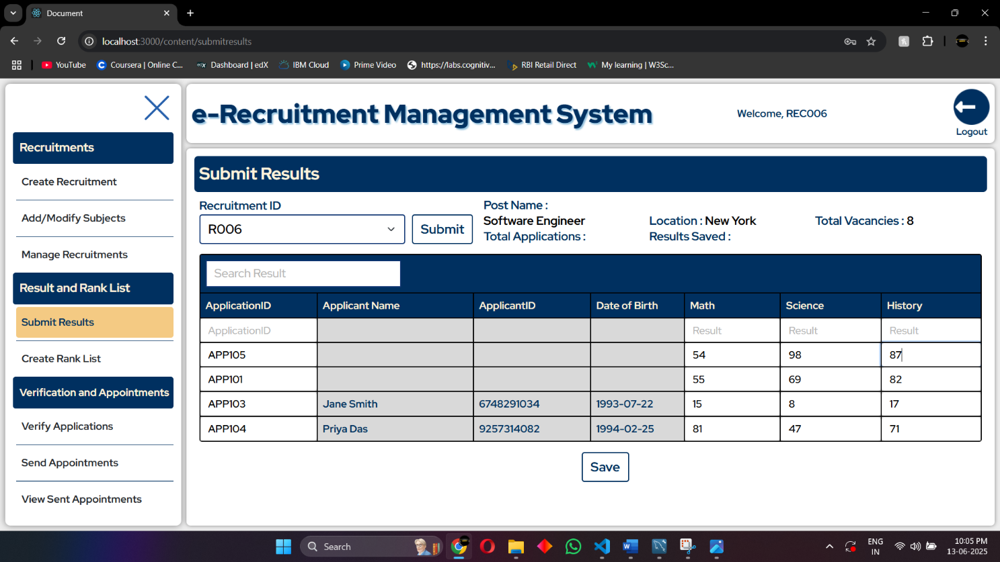 Document
localhost:3000/content/submitresults
YouTube
Coursera | Online C...
Dashboard | edX
IBM Cloud
Prime Video
https://labs.cognitiv...
RBI Retail Direct
My learning | W3Sc...
e-Recruitment Management System
Welcome, REC006
Logout
Recruitments
Create Recruitment
Add/Modify Subjects
Manage Recruitments
Result and Rank List
Submit Results
Create Rank List
Verification and Appointments
Verify Applications
Send Appointments
View Sent Appointments
Submit Results
Recruitment ID
R006
Submit
Post Name :
Software Engineer
Location : New York
Total Vacancies : 8
Total Applications :
Results Saved :
Search Result
ApplicationID Applicant Name ApplicantID Date of Birth Math Science History
ApplicationID Result Result Result
APP105 54 98 87
APP101 55 69 82
APP103 Jane Smith 6748291034 1993-07-22 15 8 17
APP104 Priya Das 9257314082 1994-02-25 81 47 71
Save
Search
ENG
IN
10:05 PM
13-06-2025